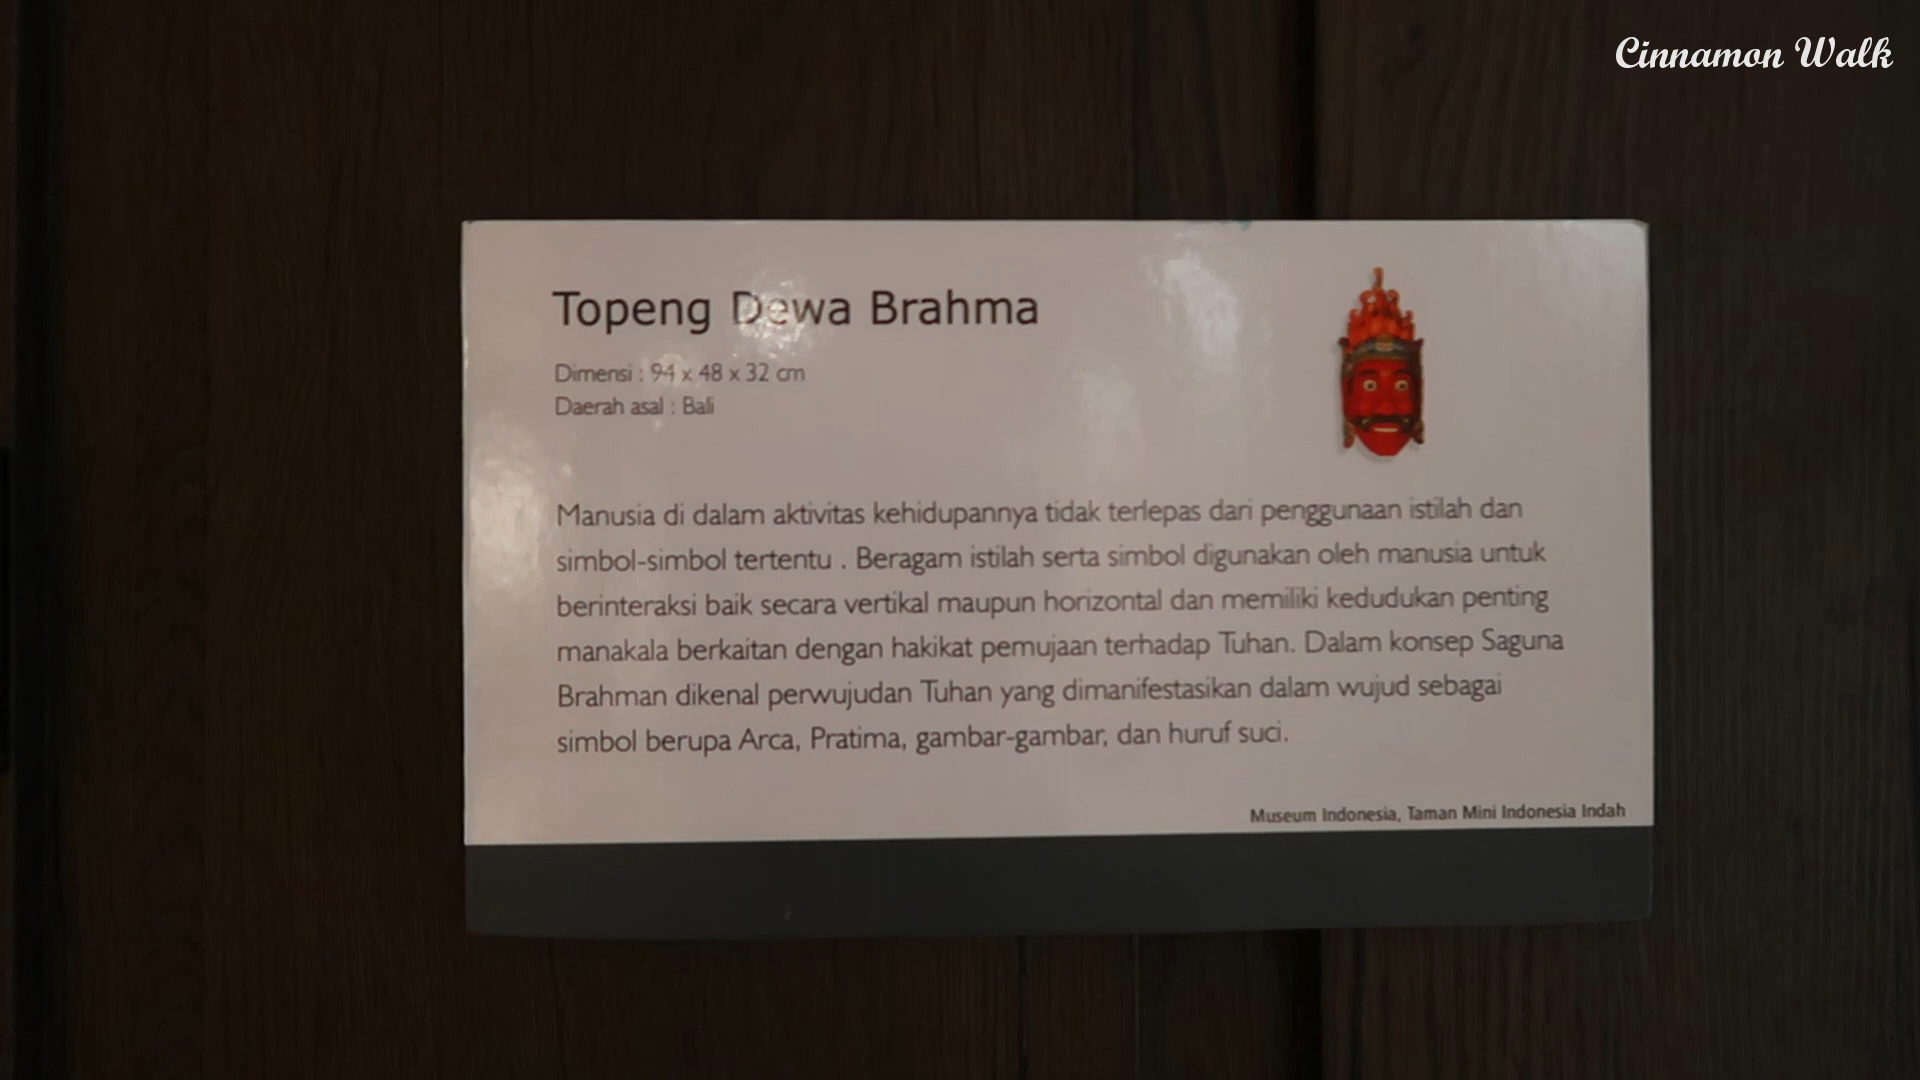 Cinnamon Walk
Topeng Dewa Brahma
Dimensi : 94 x 48 x 32 cm
Daerah asal : Bali
Manusia di dalam aktivitas kehidupannya tidak terlepas dari penggunaan istilah dan
simbol-simbol tertentu . Beragam istilah serta simbol digunakan oleh manusia untuk
berinteraksi baik secara vertikal maupun horizontal dan memiliki kedudukan penting
manakala berkaitan dengan hakikat pemujaan terhadap Tuhan. Dalam konsep Saguna
Brahman dikenal perwujudan Tuhan yang dimanifestasikan dalam wujud sebagai
simbol berupa Arca, Pratima, gambar-gambar, dan huruf suci.
Museum Indonesia, Taman Mini Indonesia Indah